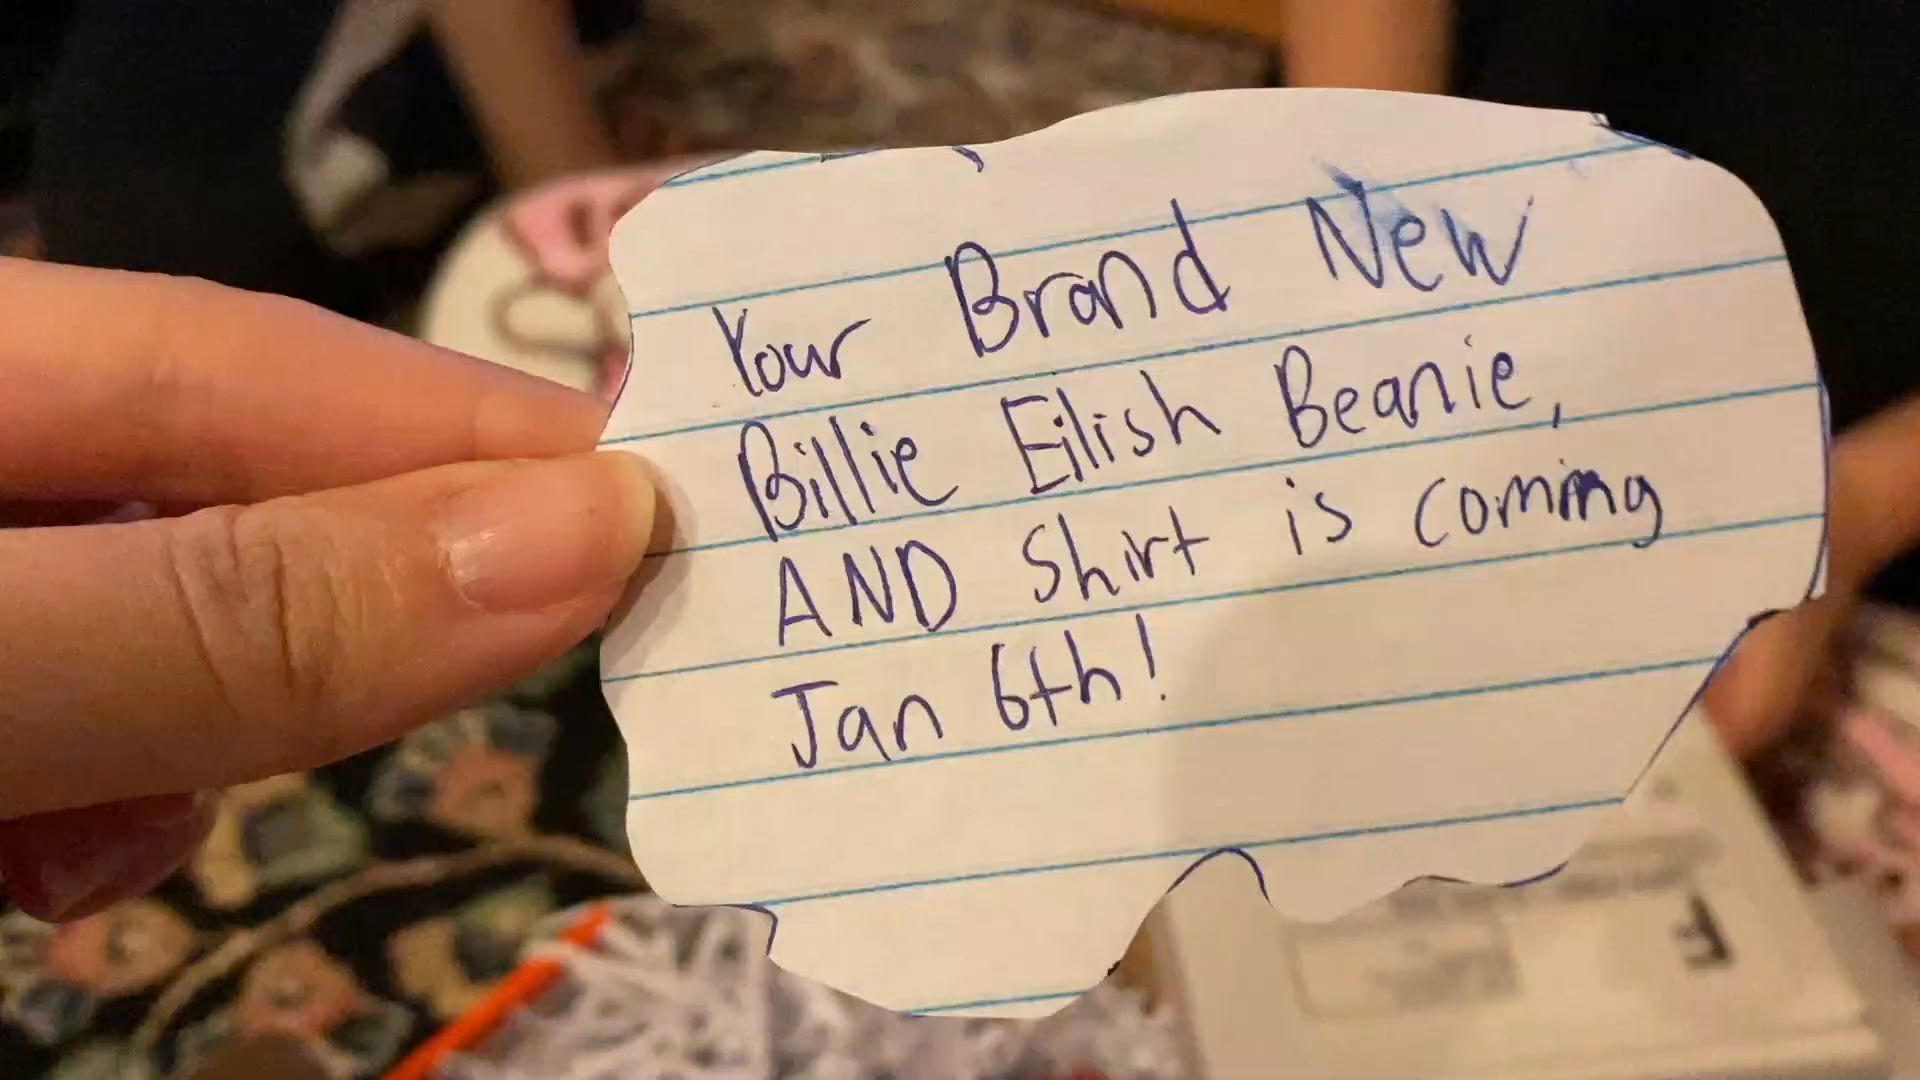 Your Brand New
Billie Eilish Beanie,
AND Shirt is coming
Jan 6th!
F